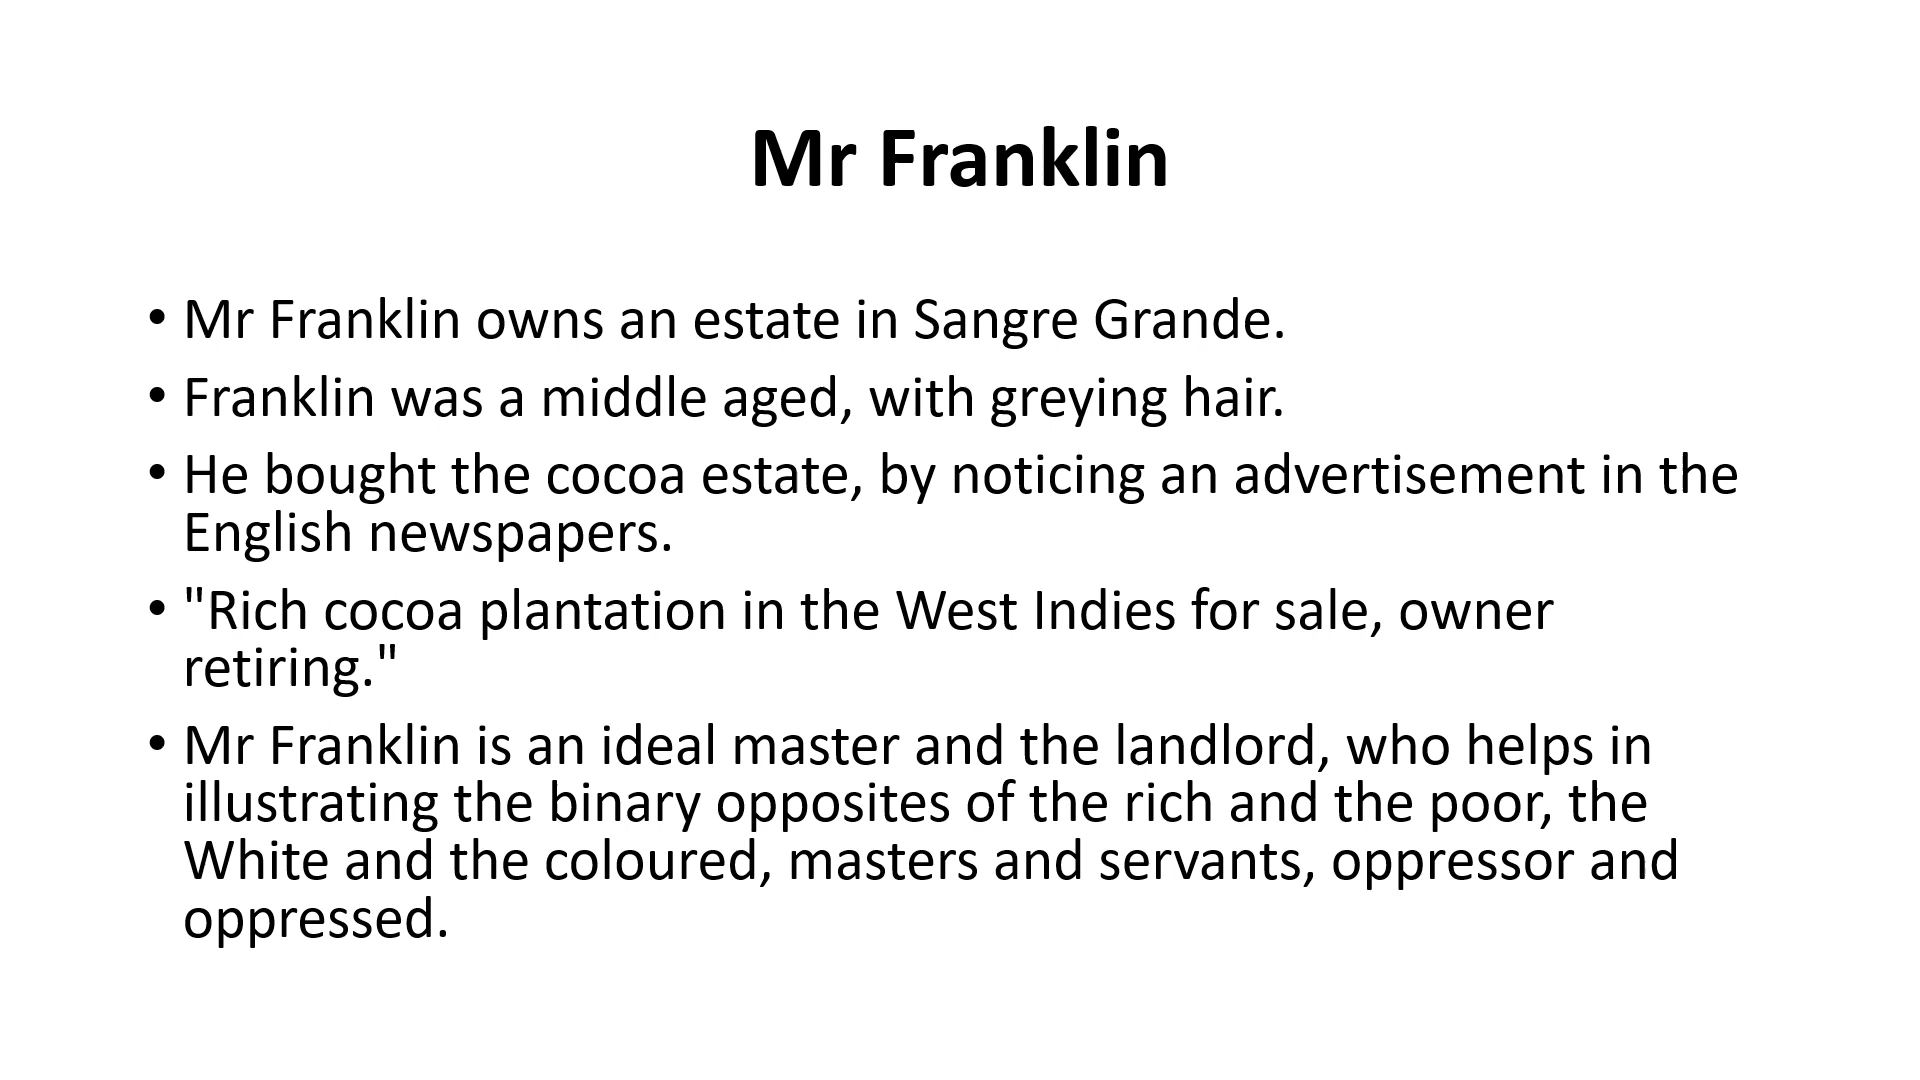 Mr Franklin
• Mr Franklin owns an estate in Sangre Grande.
• Franklin was a middle aged, with greying hair.
• He bought the cocoa estate, by noticing an advertisement in the
English newspapers.
• "Rich cocoa plantation in the West Indies for sale, owner
retiring."
• Mr Franklin is an ideal master and the landlord, who helps in
illustrating the binary opposites of the rich and the poor, the
White and the coloured, masters and servants, oppressor and
oppressed.